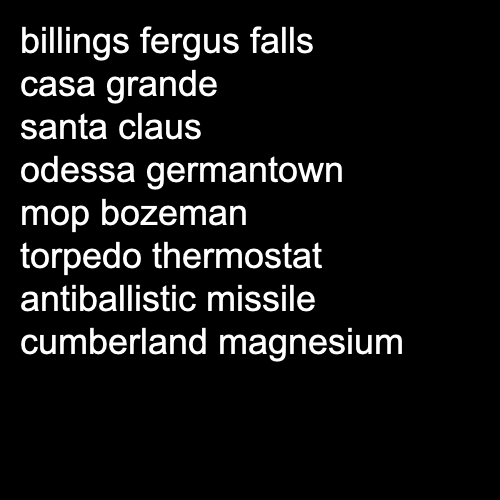 billings fergus falls
casa grande
santa claus
odessa germantown
mop bozeman
torpedo thermostat
antiballistic missile
cumberland magnesium